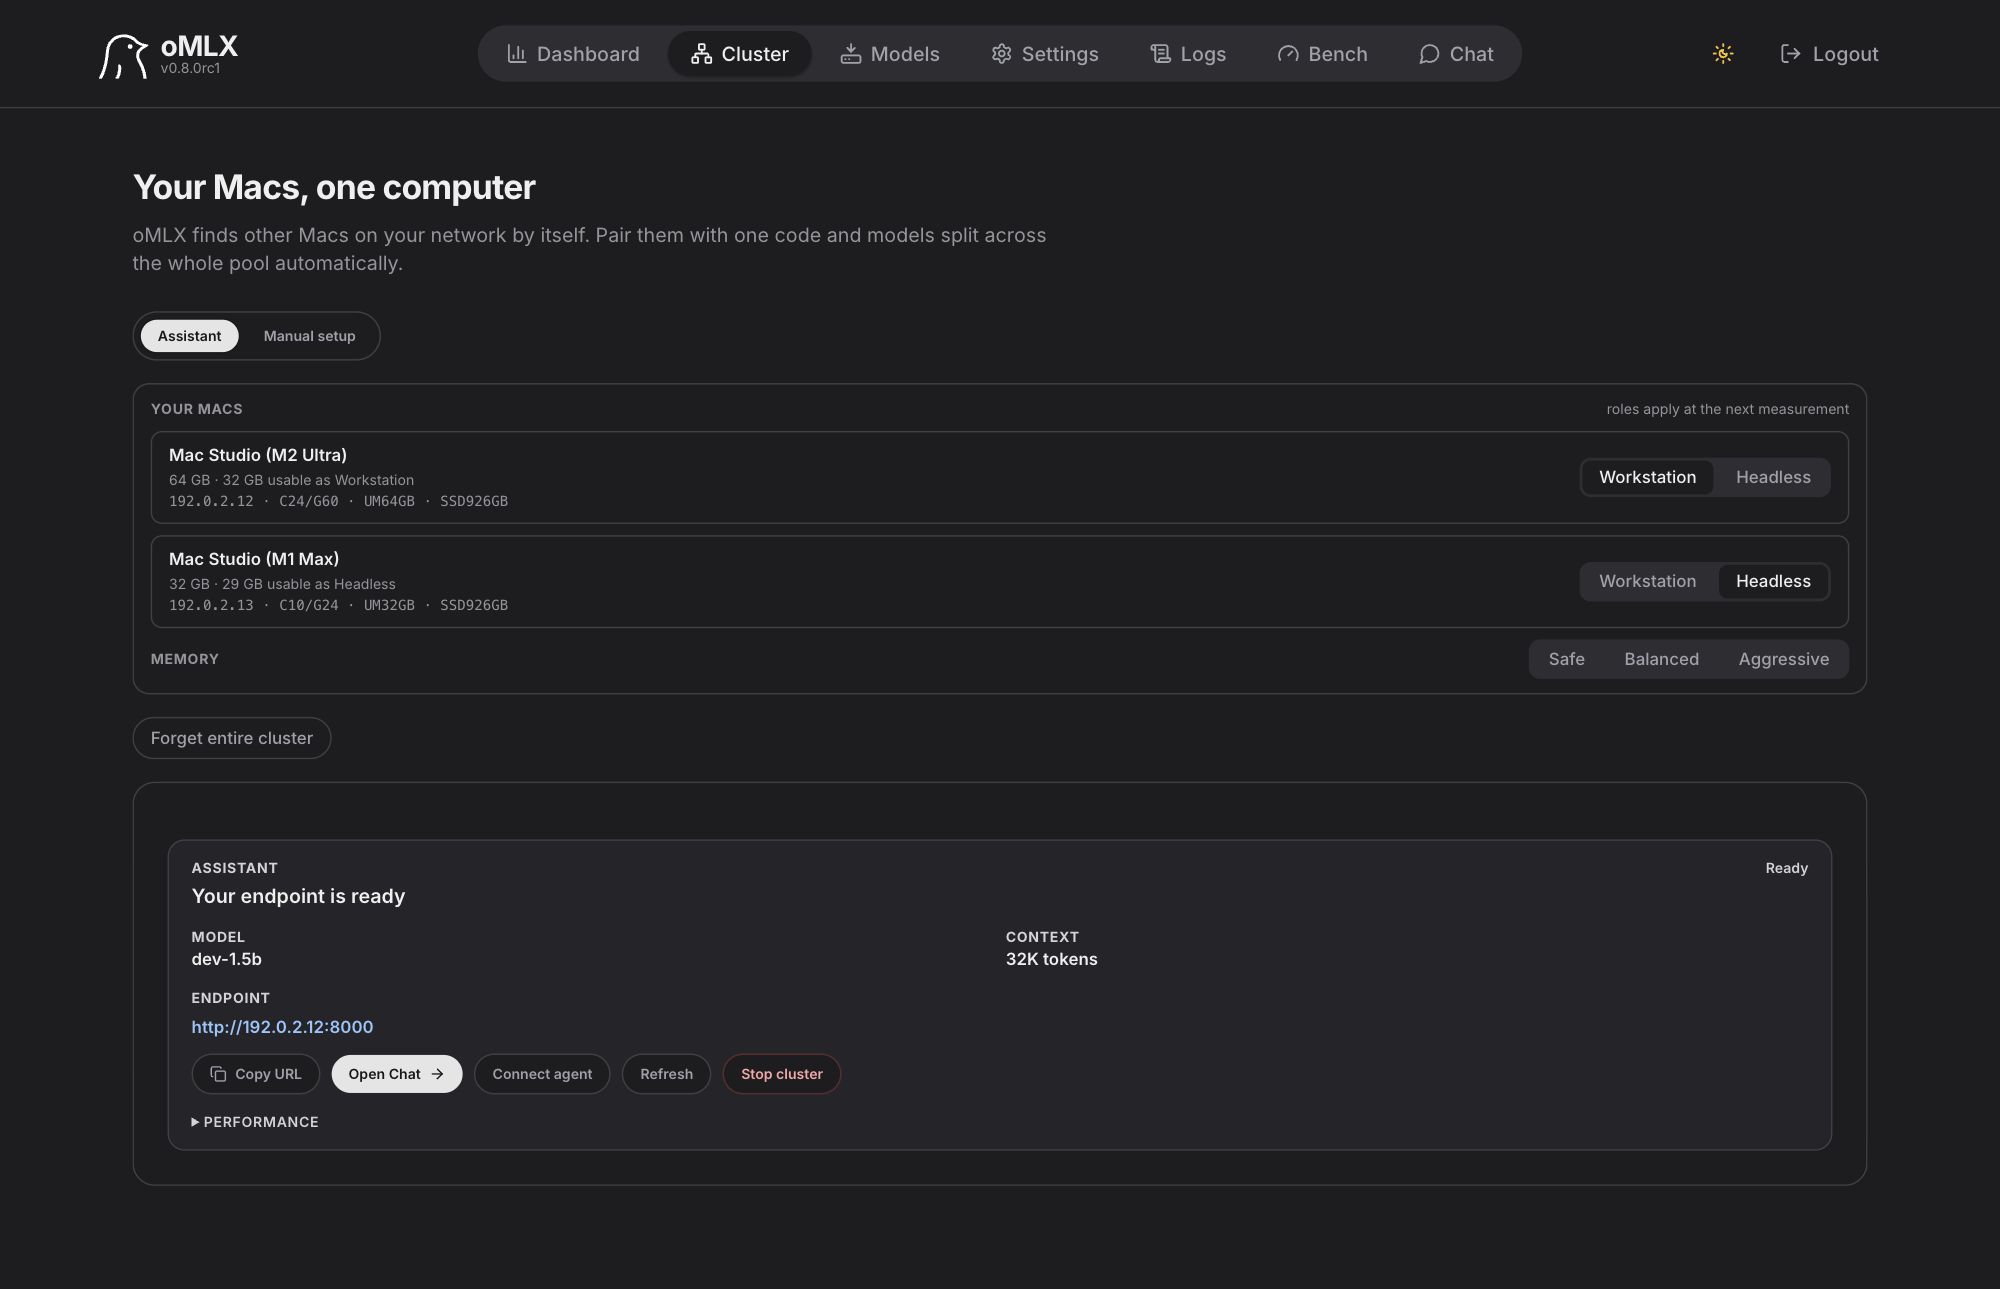 oMLX
v0.8.0rc1
Dashboard
Cluster
Models
Settings
Logs
Bench
Chat
Logout
Your Macs, one computer
oMLX finds other Macs on your network by itself. Pair them with one code and models split across
the whole pool automatically.
Assistant
Manual setup
YOUR MACS
roles apply at the next measurement
Mac Studio (M2 Ultra)
64 GB · 32 GB usable as Workstation
192.0.2.12 · C24/G60 · UM64GB · SSD926GB
Workstation
Headless
Mac Studio (M1 Max)
32 GB · 29 GB usable as Headless
192.0.2.13 · C10/G24 · UM32GB · SSD926GB
Workstation
Headless
MEMORY
Safe
Balanced
Aggressive
Forget entire cluster
ASSISTANT
Ready
Your endpoint is ready
MODEL
dev-1.5b
CONTEXT
32K tokens
ENDPOINT
http://192.0.2.12:8000
Copy URL
Open Chat →
Connect agent
Refresh
Stop cluster
PERFORMANCE